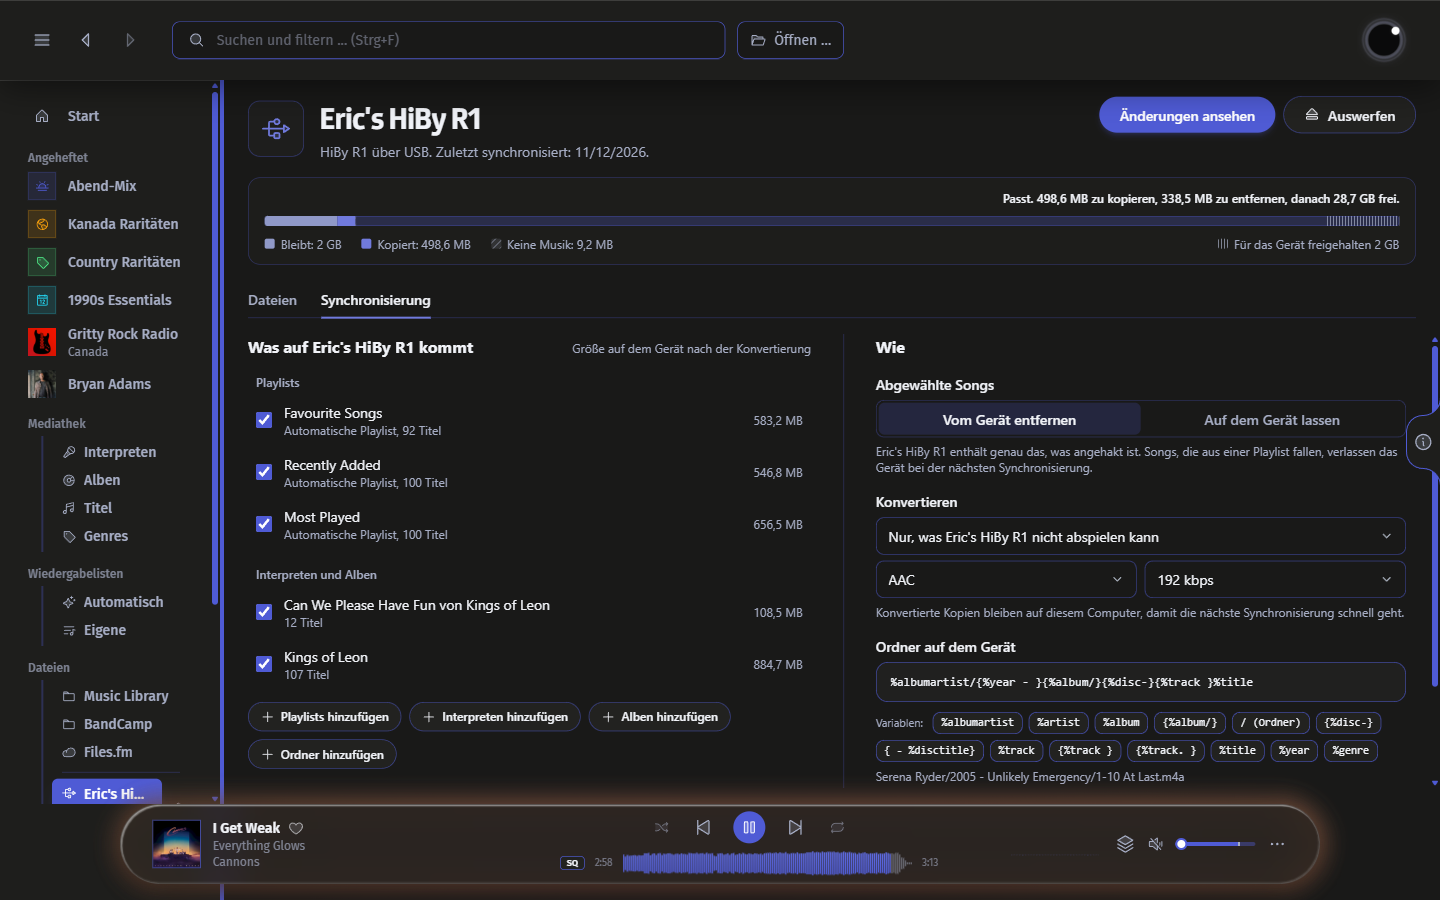 Suchen und filtern ... (Strg+F)
Öffnen ...
Start
Angeheftet
Abend-Mix
Kanada Raritäten
Country Raritäten
1990s Essentials
Gritty Rock Radio
Canada
Bryan Adams
Mediathek
Interpreten
Alben
Titel
Genres
Wiedergabelisten
Automatisch
Eigene
Dateien
Music Library
BandCamp
Files.fm
Eric's Hi...
Eric's HiBy R1
HiBy R1 über USB. Zuletzt synchronisiert: 11/12/2026.
Änderungen ansehen
Auswerfen
Passt. 498,6 MB zu kopieren, 338,5 MB zu entfernen, danach 28,7 GB frei.
Bleibt: 2 GB
Kopiert: 498,6 MB
Keine Musik: 9,2 MB
Für das Gerät freigehalten 2 GB
Dateien
Synchronisierung
Was auf Eric's HiBy R1 kommt
Größe auf dem Gerät nach der Konvertierung
Playlists
Favourite Songs
Automatische Playlist, 92 Titel
583,2 MB
Recently Added
Automatische Playlist, 100 Titel
546,8 MB
Most Played
Automatische Playlist, 100 Titel
656,5 MB
Interpreten und Alben
Can We Please Have Fun von Kings of Leon
12 Titel
108,5 MB
Kings of Leon
107 Titel
884,7 MB
Playlists hinzufügen
Interpreten hinzufügen
Alben hinzufügen
Ordner hinzufügen
Wie
Abgewählte Songs
Vom Gerät entfernen
Auf dem Gerät lassen
Eric's HiBy R1 enthält genau das, was angehakt ist. Songs, die aus einer Playlist fallen, verlassen das
Gerät bei der nächsten Synchronisierung.
Konvertieren
Nur, was Eric's HiBy R1 nicht abspielen kann
AAC
192 kbps
Konvertierte Kopien bleiben auf diesem Computer, damit die nächste Synchronisierung schnell geht.
Ordner auf dem Gerät
%albumartist/{%year - }{%album/}{%disc-}{%track }%title
Variablen: %albumartist %artist %album {%album/} / (Ordner) {%disc-}
{ - %disctitle} %track {%track } {%track. } %title %year %genre
Serena Ryder/2005 - Unlikely Emergency/1-10 At Last.m4a
I Get Weak
Everything Glows
Cannons
SQ
2:58
3:13